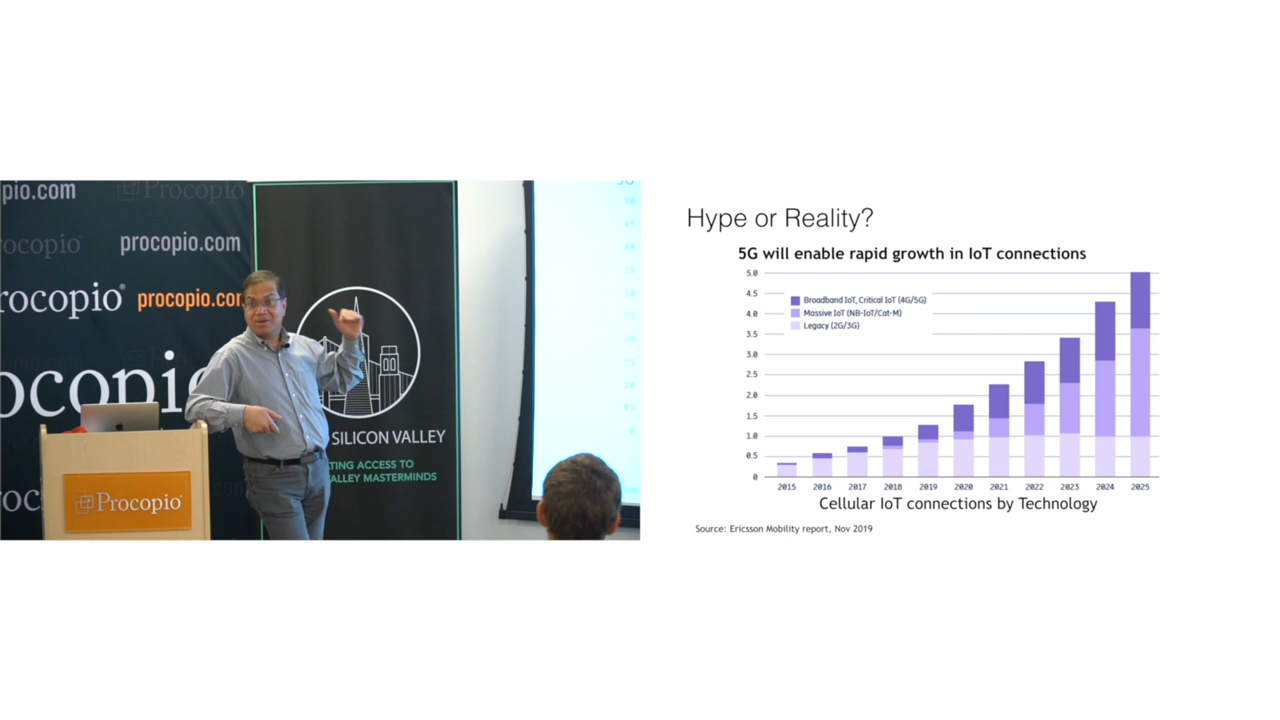 pio.com
Procopio
ocopio
procopio.com
rocopio®
procopio.com
ocopio
SILICON VALLEY
TING ACCESS TO
ALLEY MASTERMINDS
Procopio®
5G
Hype or Reality?
5G will enable rapid growth in IoT connections
5.0
4.5
4.0
3.5
3.0
2.5
2.0
1.5
1.0
0.5
0
Broadband IoT, Critical IoT (4G/5G)
Massive IoT (NB-IoT/Cat-M)
Legacy (2G/3G)
2015 2016 2017 2018 2019 2020 2021 2022 2023 2024 2025
Cellular IoT connections by Technology
Source: Ericsson Mobility report, Nov 2019